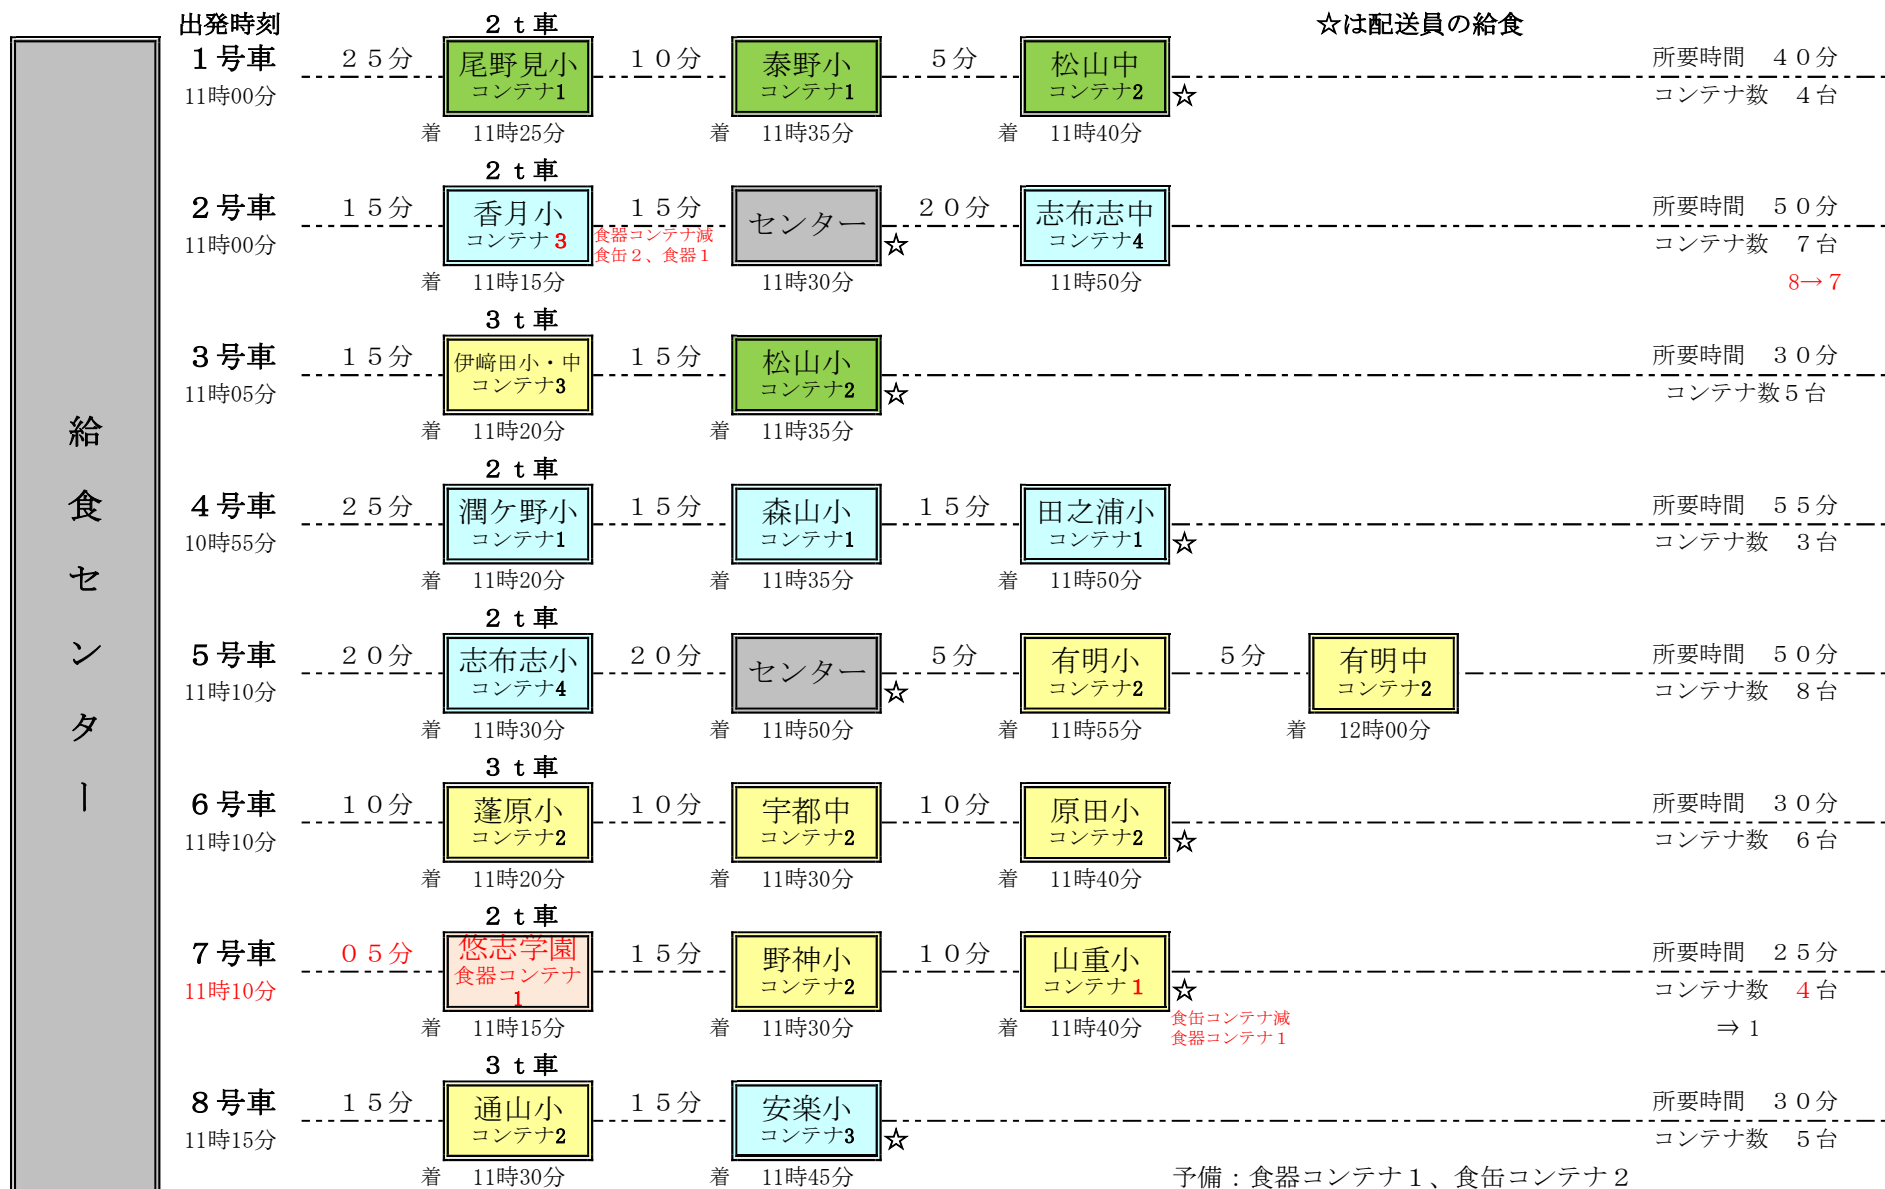 出発時刻
２ｔ車
☆は配送員の給食
給食センター
１号車
２５分
尾野見小
１０分
泰野小
５分
松山中
所要時間　４０分
11時00分
コンテナ1
コンテナ1
コンテナ2
☆
コンテナ数　４台
着　11時25分
着　11時35分
着　11時40分
２ｔ車
２号車
１５分
香月小
１５分
センター
２０分
志布志中
所要時間　５０分
11時00分
コンテナ３
食器コンテナ減
食缶２、食器１
☆
コンテナ4
コンテナ数　７台
着　11時15分
11時30分
11時50分
8→７
３ｔ車
３号車
１５分
伊﨑田小・中
１５分
松山小
所要時間　３０分
11時05分
コンテナ3
コンテナ2
☆
コンテナ数５台
着　11時20分
着　11時35分
２ｔ車
４号車
２５分
潤ケ野小
１５分
森山小
１５分
田之浦小
所要時間　５５分
10時55分
コンテナ1
コンテナ1
コンテナ1
☆
コンテナ数　３台
着　11時20分
着　11時35分
着　11時50分
２ｔ車
５号車
２０分
志布志小
２０分
センター
５分
有明小
５分
有明中
所要時間　５０分
11時10分
コンテナ4
☆
コンテナ2
コンテナ2
コンテナ数　８台
着　11時30分
着　11時50分
着　11時55分
着　12時00分
３ｔ車
６号車
１０分
蓬原小
１０分
宇都中
１０分
原田小
所要時間　３０分
11時10分
コンテナ2
コンテナ2
コンテナ2
☆
コンテナ数　６台
着　11時20分
着　11時30分
着　11時40分
２ｔ車
７号車
０５分
悠志学園
１５分
野神小
１０分
山重小
所要時間　２５分
11時10分
食器コンテナ
1
コンテナ2
コンテナ１
☆
コンテナ数　４台
着　11時15分
着　11時30分
着　11時40分
食缶コンテナ減
食器コンテナ１
⇒１
３ｔ車
８号車
１５分
通山小
１５分
安楽小
所要時間　３０分
11時15分
コンテナ2
コンテナ3
☆
コンテナ数　５台
着　11時30分
着　11時45分
予備：食器コンテナ１、食缶コンテナ２